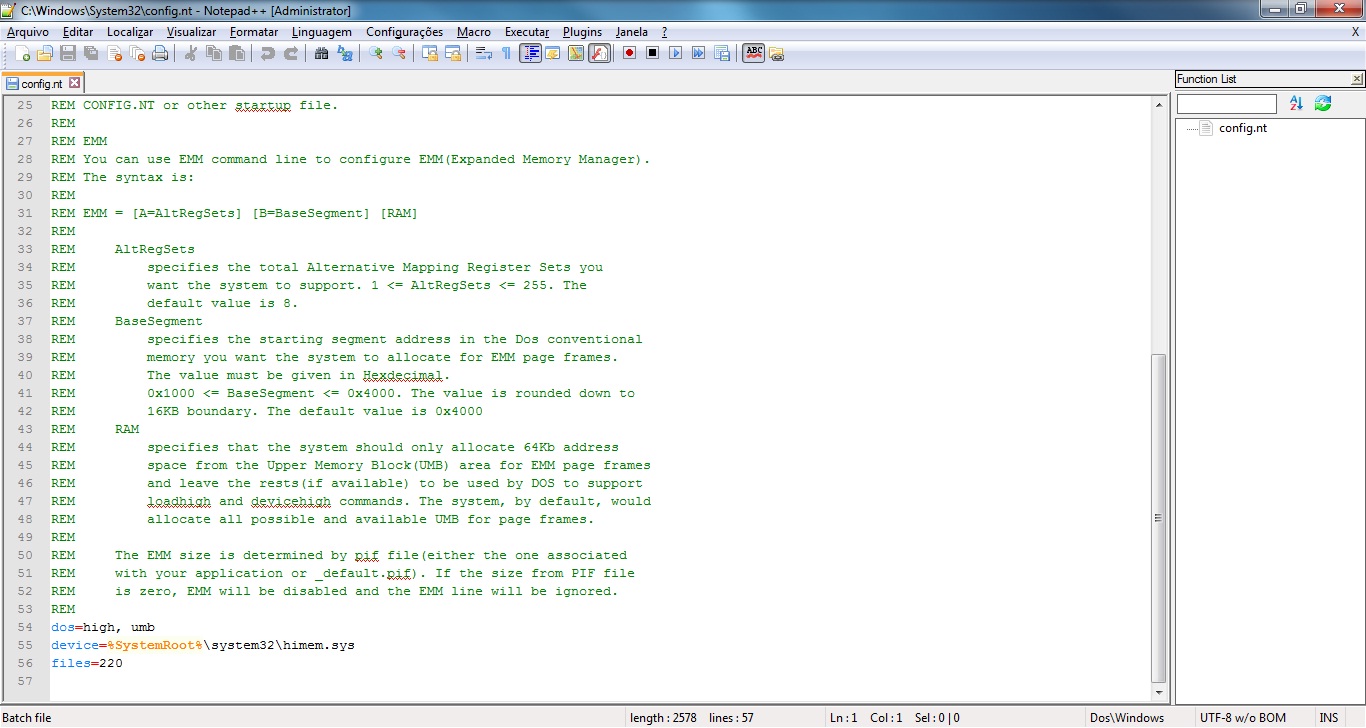 C:\Windows\System32\config.nt - Notepad++ [Administrator]
Arquivo Editar Localizar Visualizar Formatar Linguagem Configurações Macro Executar Plugins Janela ? X
ABC
config.nt
Function List
config.nt
25 REM CONFIG.NT or other startup file.
26 REM
27 REM EMM
28 REM You can use EMM command line to configure EMM(Expanded Memory Manager).
29 REM The syntax is:
30 REM
31 REM EMM = [A=AltRegSets] [B=BaseSegment] [RAM]
32 REM
33 REM     AltRegSets
34 REM         specifies the total Alternative Mapping Register Sets you
35 REM         want the system to support. 1 <= AltRegSets <= 255. The
36 REM         default value is 8.
37 REM     BaseSegment
38 REM         specifies the starting segment address in the Dos conventional
39 REM         memory you want the system to allocate for EMM page frames.
40 REM         The value must be given in Hexdecimal.
41 REM         0x1000 <= BaseSegment <= 0x4000. The value is rounded down to
42 REM         16KB boundary. The default value is 0x4000
43 REM     RAM
44 REM         specifies that the system should only allocate 64Kb address
45 REM         space from the Upper Memory Block(UMB) area for EMM page frames
46 REM         and leave the rests(if available) to be used by DOS to support
47 REM         loadhigh and devicehigh commands. The system, by default, would
48 REM         allocate all possible and available UMB for page frames.
49 REM
50 REM     The EMM size is determined by pif file(either the one associated
51 REM     with your application or _default.pif). If the size from PIF file
52 REM     is zero, EMM will be disabled and the EMM line will be ignored.
53 REM
54 dos=high, umb
55 device=%SystemRoot%\system32\himem.sys
56 files=220
57
Batch file length : 2578 lines : 57 Ln : 1 Col : 1 Sel : 0 | 0 Dos\Windows UTF-8 w/o BOM INS